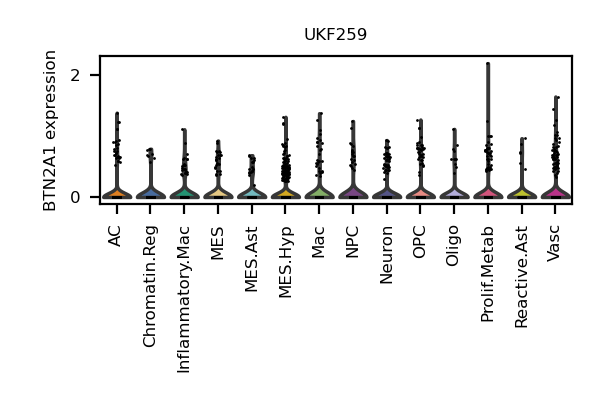 UKF259
BTN2A1 expression
2
0
AC
Chromatin.Reg
Inflammatory.Mac
MES
MES.Ast
MES.Hyp
Mac
NPC
Neuron
OPC
Oligo
Prolif.Metab
Reactive.Ast
Vasc